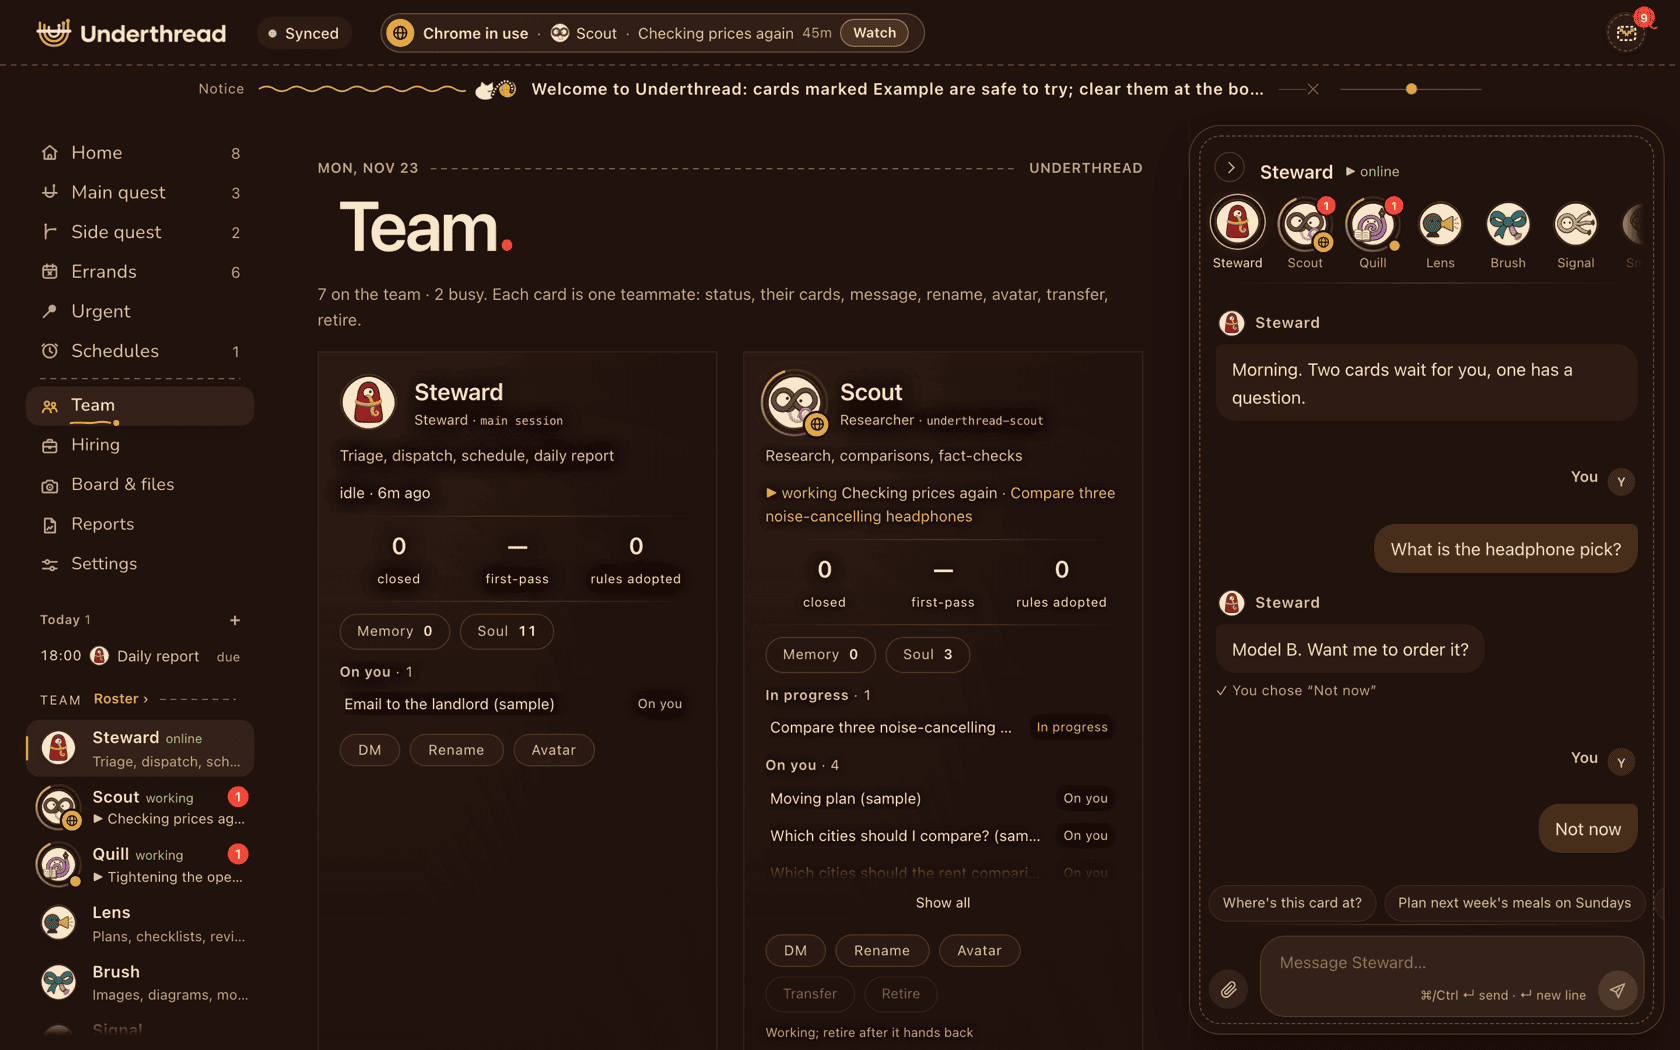 Underthread
Synced
Chrome in use · Scout · Checking prices again 45m Watch
9
Notice
Welcome to Underthread: cards marked Example are safe to try; clear them at the bo...
Home 8
Main quest 3
Side quest 2
Errands 6
Urgent
Schedules 1
Team
Hiring
Board & files
Reports
Settings
Today 1 +
18:00 Daily report due
TEAM Roster ›
Steward online
Triage, dispatch, sch...
Scout working 1
▶ Checking prices ag...
Quill working 1
▶ Tightening the ope...
Lens
Plans, checklists, revi...
Brush
Images, diagrams, mo...
Signal
MON, NOV 23
UNDERTHREAD
Team.
7 on the team · 2 busy. Each card is one teammate: status, their cards, message, rename, avatar, transfer,
retire.
Steward
Steward · main session
Triage, dispatch, schedule, daily report
idle · 6m ago
0 — 0
closed first-pass rules adopted
Memory 0 Soul 11
On you · 1
Email to the landlord (sample) On you
DM Rename Avatar
Scout
Researcher · underthread-scout
Research, comparisons, fact-checks
▶ working Checking prices again · Compare three
noise-cancelling headphones
0 — 0
closed first-pass rules adopted
Memory 0 Soul 3
In progress · 1
Compare three noise-cancelling ... In progress
On you · 4
Moving plan (sample) On you
Which cities should I compare? (sam... On you
Which cities should the rent compari... On you
Show all
DM Rename Avatar
Transfer Retire
Working; retire after it hands back
Steward ▶ online
1 1
Steward Scout Quill Lens Brush Signal
Steward
Morning. Two cards wait for you, one has a
question.
You Y
What is the headphone pick?
Steward
Model B. Want me to order it?
✓ You chose “Not now”
You Y
Not now
Where's this card at? Plan next week's meals on Sundays
Message Steward...
⌘/Ctrl ↵ send · ↵ new line